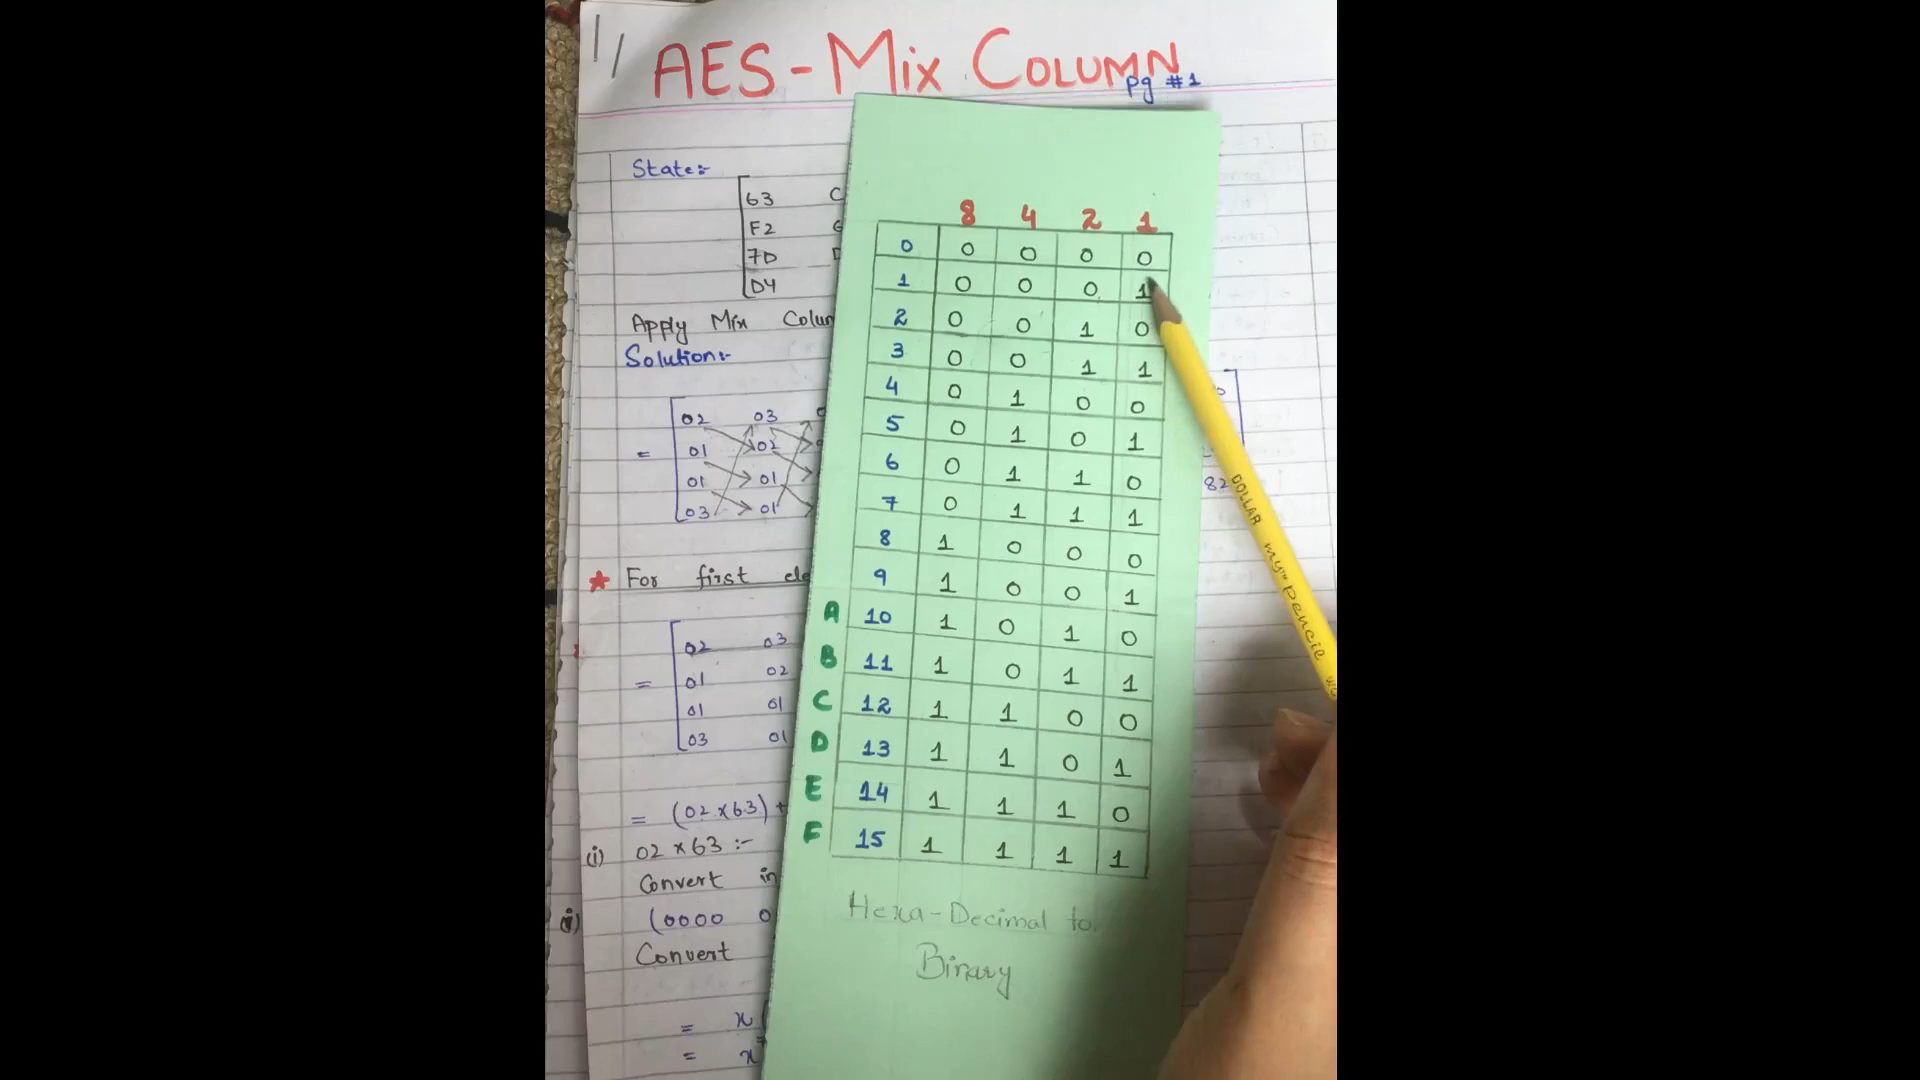 AES - MIX COLUMN
pg #1
State:-
63 C
F2
7D D
D4
Apply Mix Colum
Solution:-
02 03 0
= 01 02
01 01
03 01
82
* For first ele
02 03
= 01 02
01 01
03 01
= (02 x 63) +
(i) 02 x 63 :-
Convert in
(ii) (0000 0
Convert
= x
= x
8 4 2 1
0 0 0 0 0
1 0 0 0 1
2 0 0 1 0
3 0 0 1 1
4 0 1 0 0
5 0 1 0 1
6 0 1 1 0
7 0 1 1 1
8 1 0 0 0
9 1 0 0 1
A 10 1 0 1 0
B 11 1 0 1 1
C 12 1 1 0 0
D 13 1 1 0 1
E 14 1 1 1 0
F 15 1 1 1 1
Hexa-Decimal to
Binary
DOLLAR my pencil